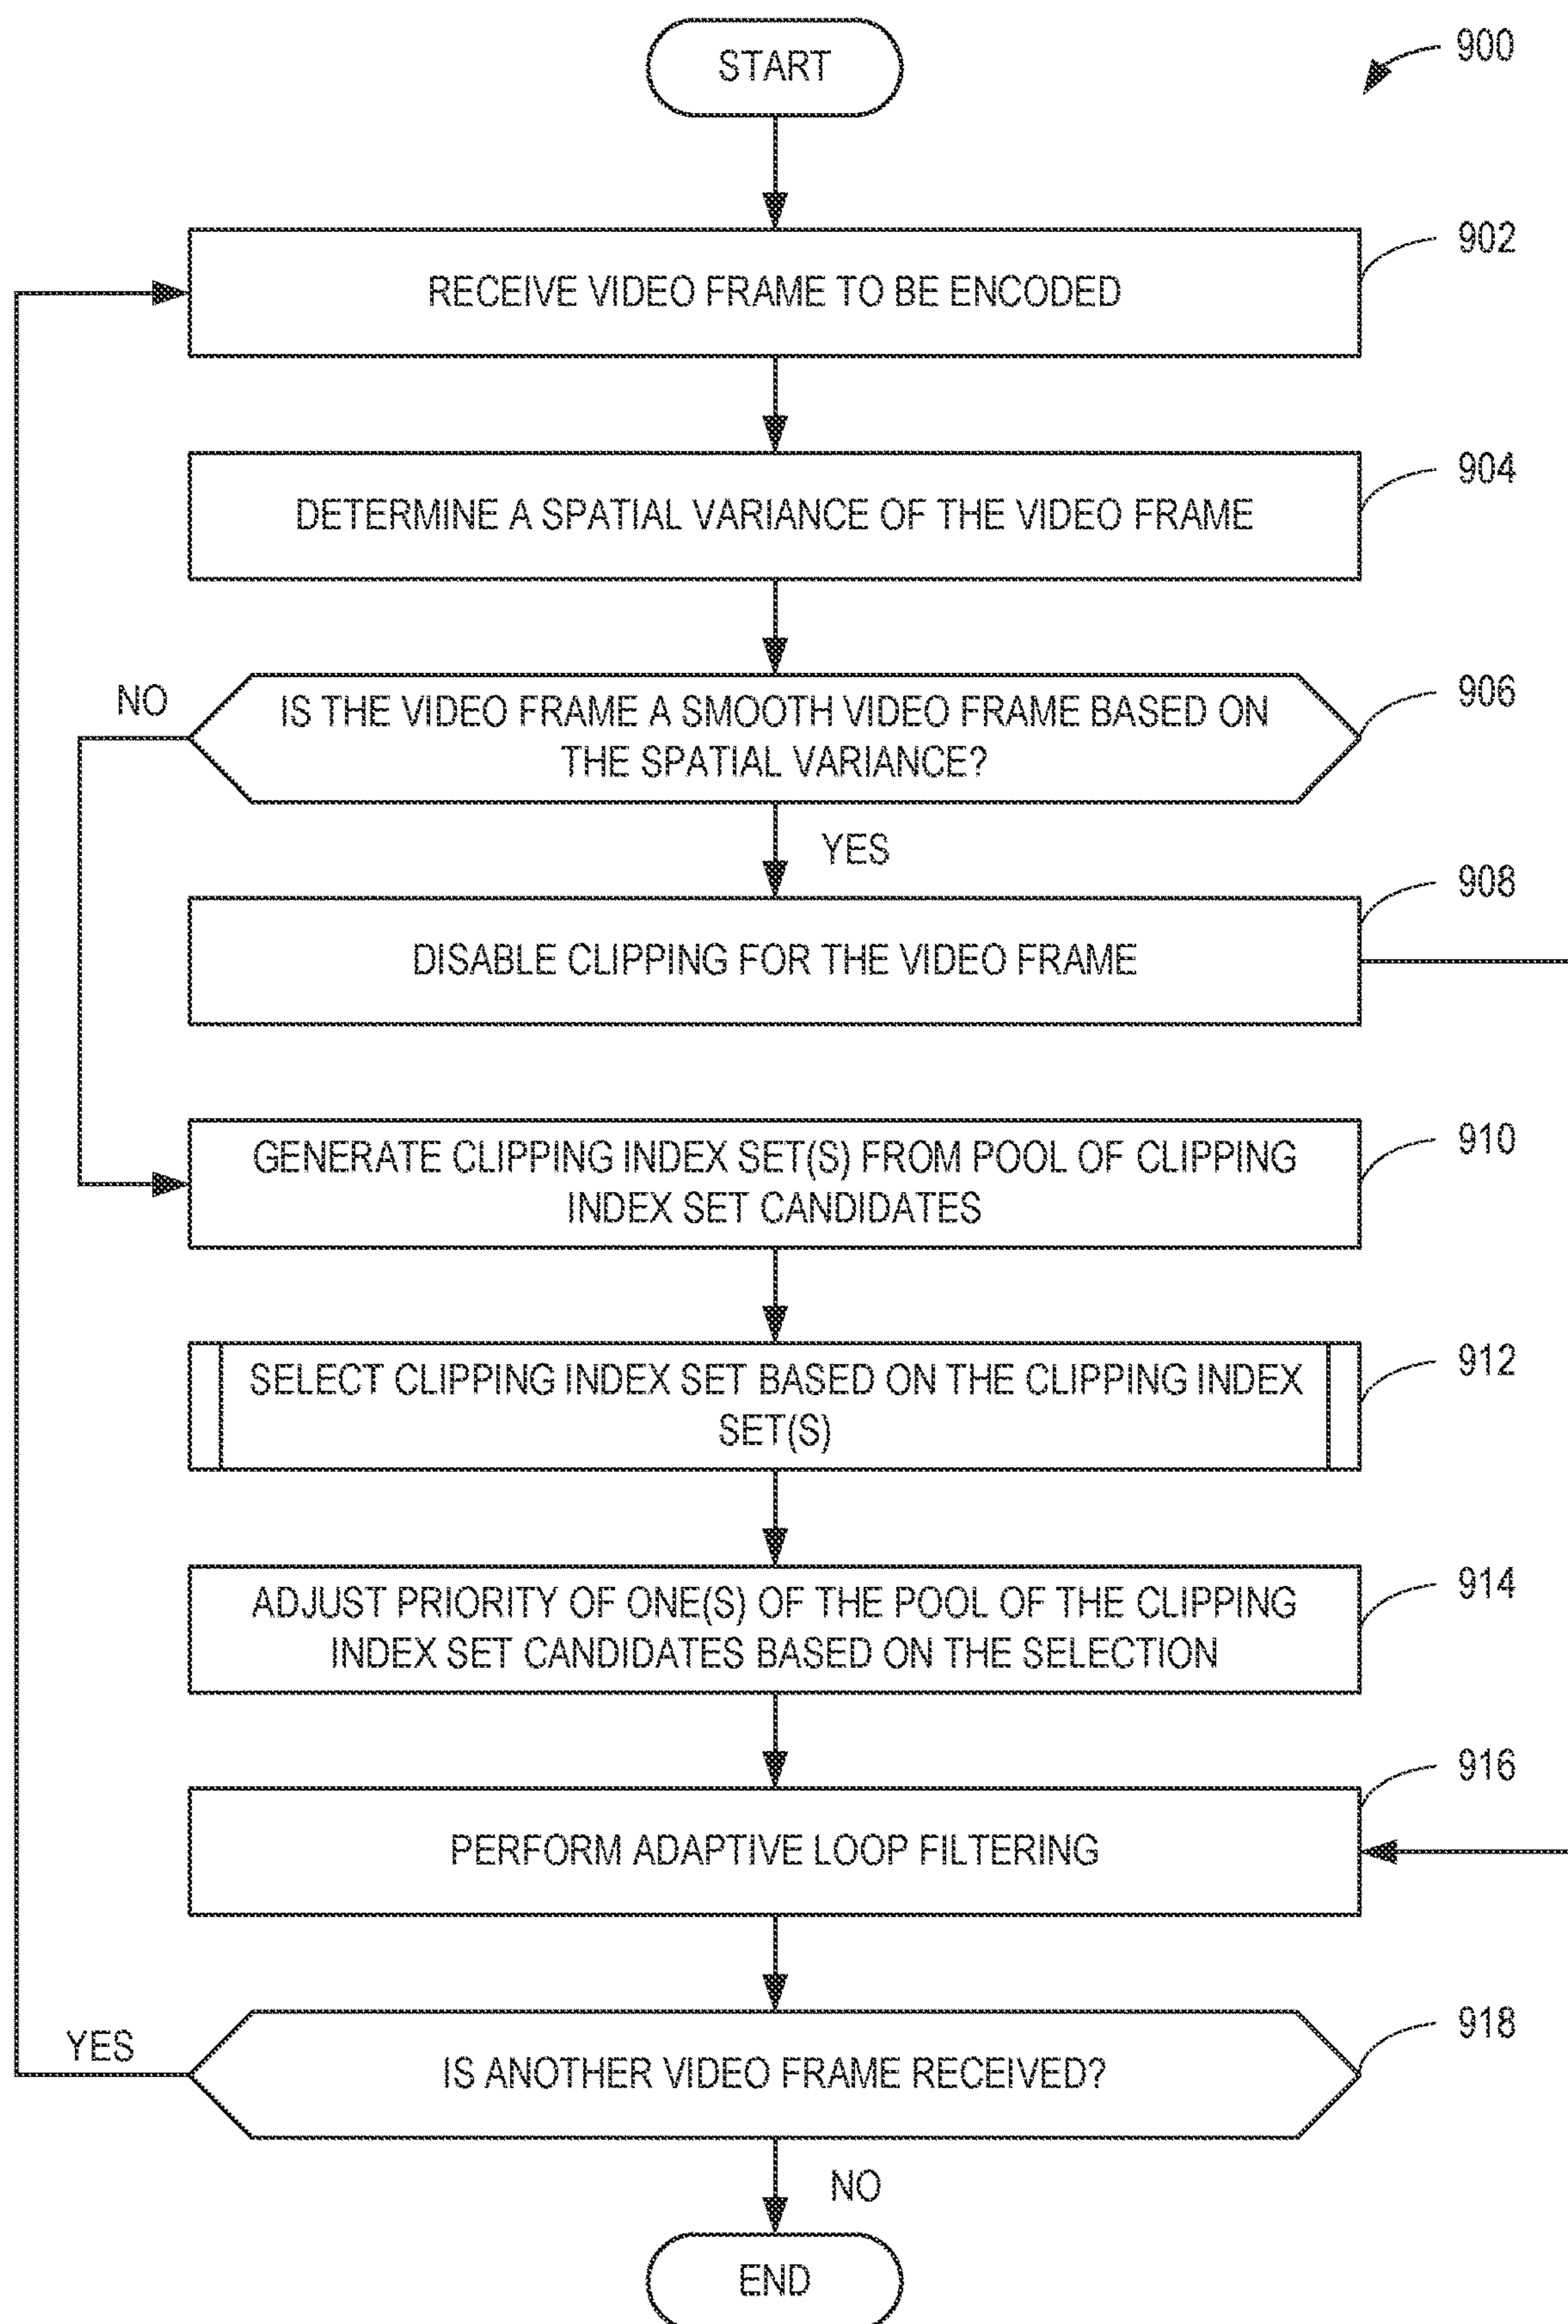 START
900
RECEIVE VIDEO FRAME TO BE ENCODED
902
DETERMINE A SPATIAL VARIANCE OF THE VIDEO FRAME
904
NO
IS THE VIDEO FRAME A SMOOTH VIDEO FRAME BASED ON
THE SPATIAL VARIANCE?
906
YES
DISABLE CLIPPING FOR THE VIDEO FRAME
908
GENERATE CLIPPING INDEX SET(S) FROM POOL OF CLIPPING
INDEX SET CANDIDATES
910
SELECT CLIPPING INDEX SET BASED ON THE CLIPPING INDEX
SET(S)
912
ADJUST PRIORITY OF ONE(S) OF THE POOL OF THE CLIPPING
INDEX SET CANDIDATES BASED ON THE SELECTION
914
PERFORM ADAPTIVE LOOP FILTERING
916
YES
IS ANOTHER VIDEO FRAME RECEIVED?
918
NO
END